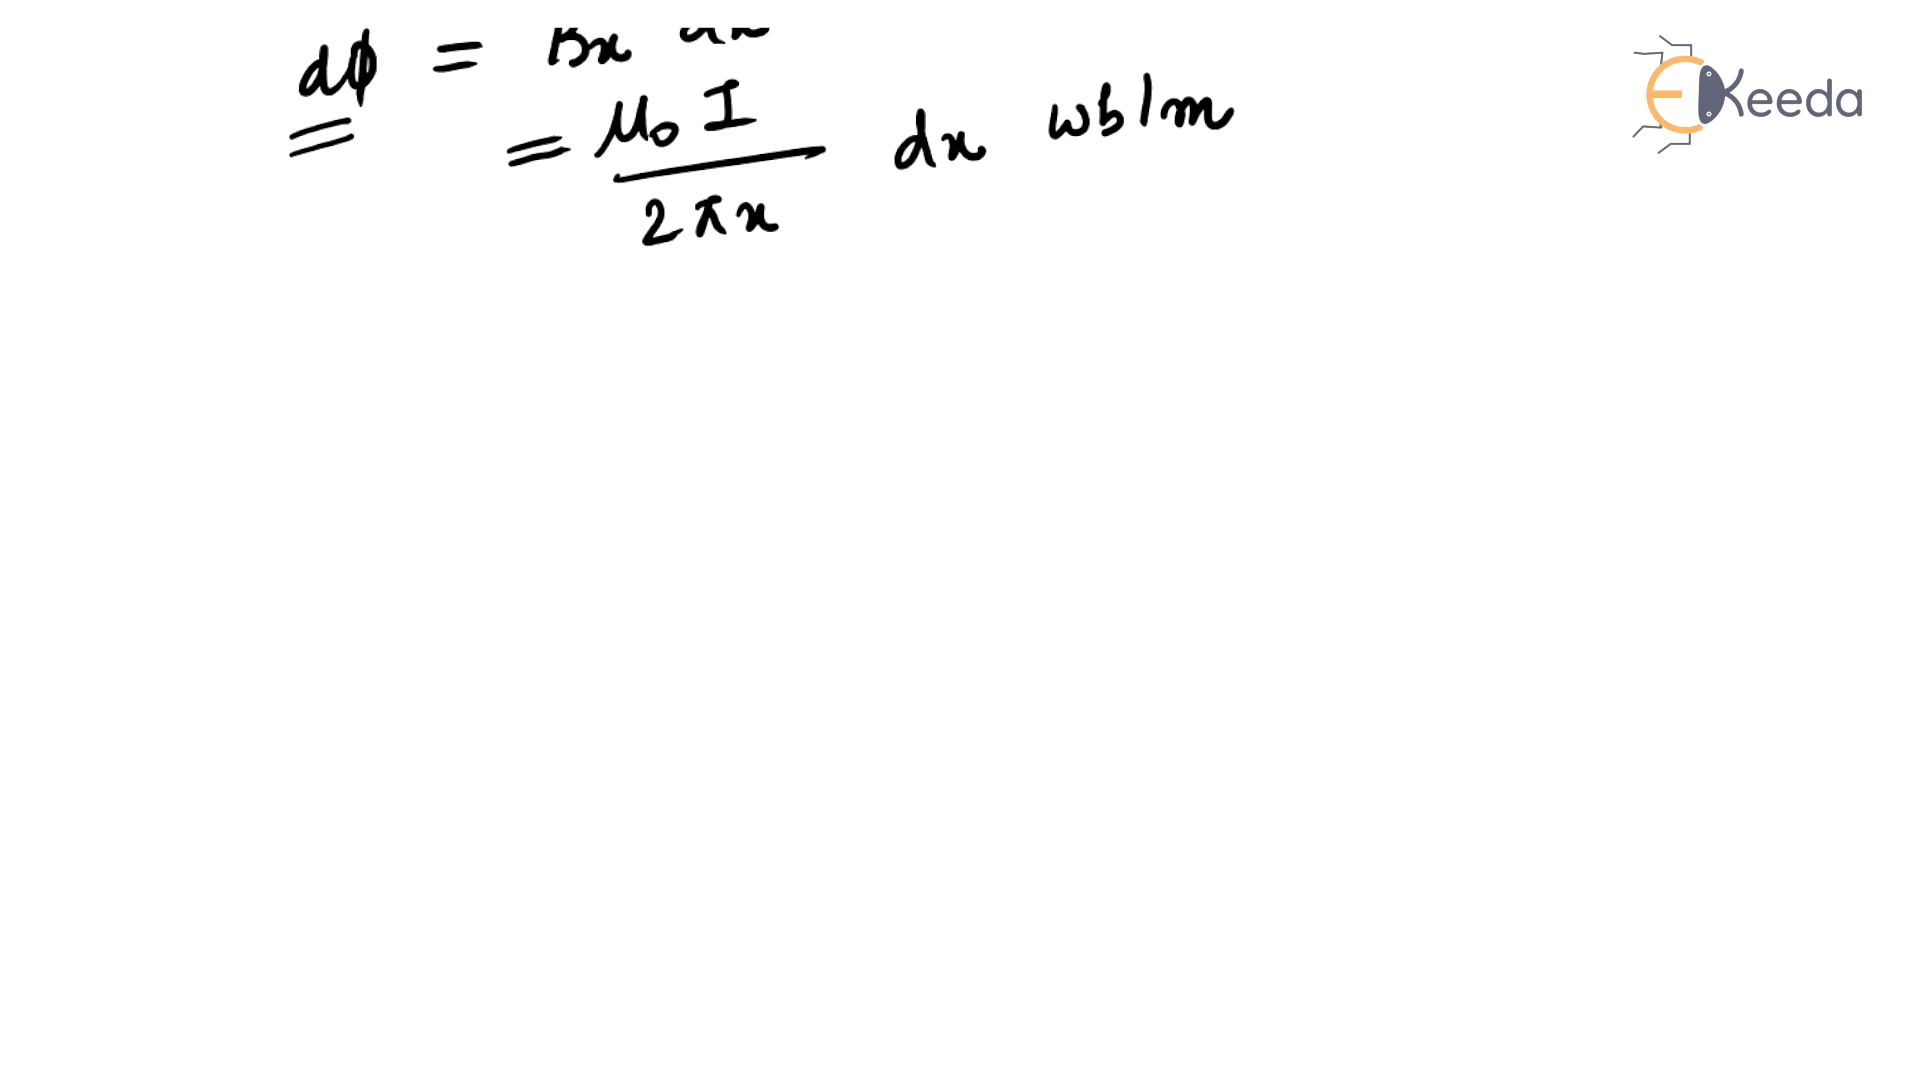 dϕ = Bx dx
= μ₀ I / 2πx dx wb/m
EKeeda